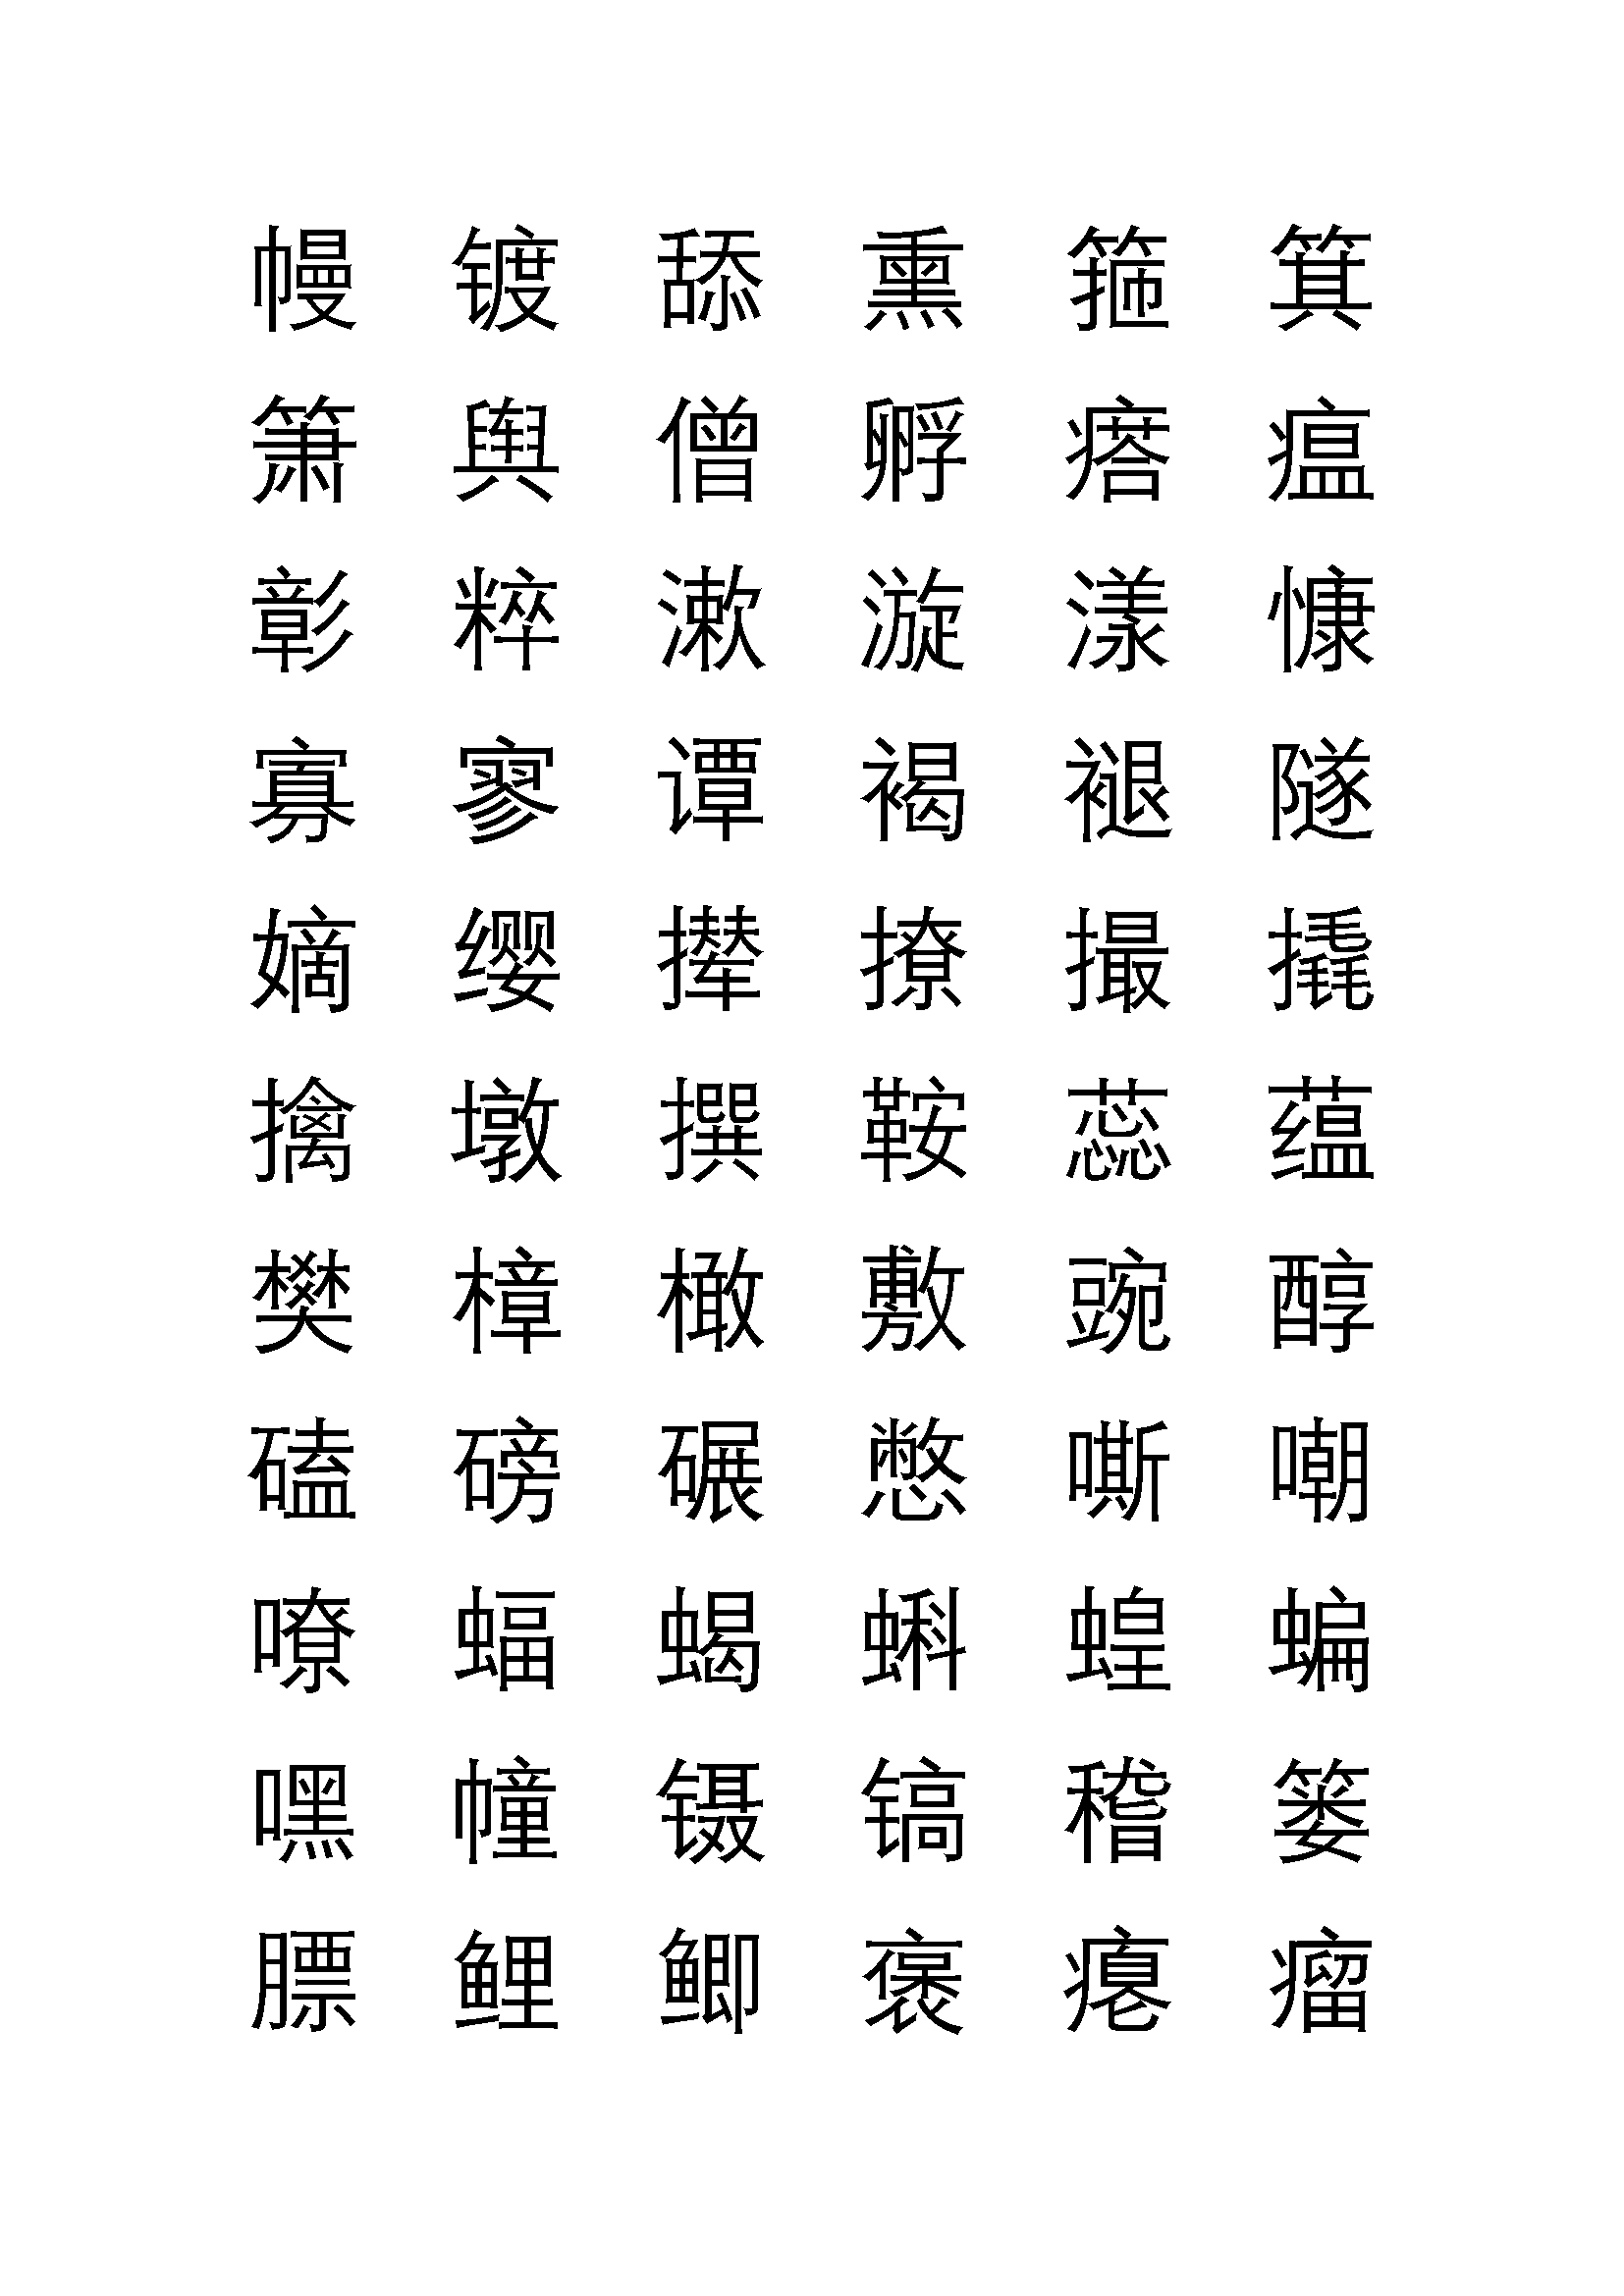 幔 镀 舔 熏 箍 箕
箫 舆 僧 孵 瘩 瘟
彰 粹 漱 漩 漾 慷
寡 寥 谭 褐 褪 隧
嫡 缨 撵 撩 撮 撬
擒 墩 撰 鞍 蕊 蕴
樊 樟 橄 敷 豌 醇
磕 磅 碾 憋 嘶 嘲
嘹 蝠 蝎 蝌 蝗 蝙
嘿 幢 镊 镐 稽 篓
膘 鲤 鲫 褒 瘪 瘤